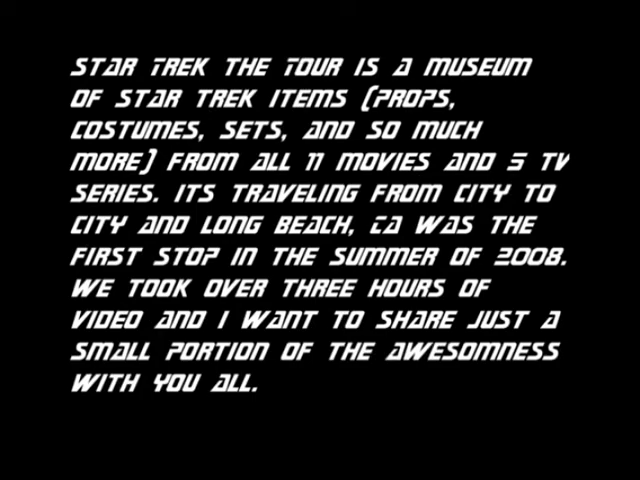 STAR TREK THE TOUR IS A MUSEUM
OF STAR TREK ITEMS (PROPS,
COSTUMES, SETS, AND SO MUCH
MORE) FROM ALL 11 MOVIES AND 5 TV
SERIES. ITS TRAVELING FROM CITY TO
CITY AND LONG BEACH, CA WAS THE
FIRST STOP IN THE SUMMER OF 2008.
WE TOOK OVER THREE HOURS OF
VIDEO AND I WANT TO SHARE JUST A
SMALL PORTION OF THE AWESOMNESS
WITH YOU ALL.